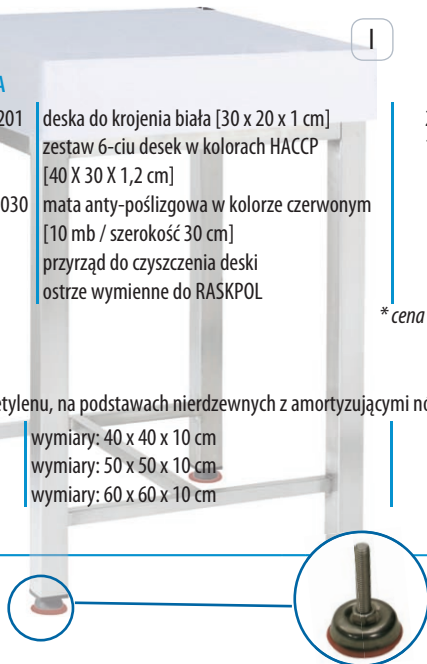 I
A
201 deska do krojenia biała [30 x 20 x 1 cm]
zestaw 6-ciu desek w kolorach HACCP
[40 X 30 X 1,2 cm]
030 mata anty-poślizgowa w kolorze czerwonym
[10 mb / szerokość 30 cm]
przyrząd do czyszczenia deski
ostrze wymienne do RASKPOL
* cena
etylenu, na podstawach nierdzewnych z amortyzującymi
wymiary: 40 x 40 x 10 cm
wymiary: 50 x 50 x 10 cm
wymiary: 60 x 60 x 10 cm